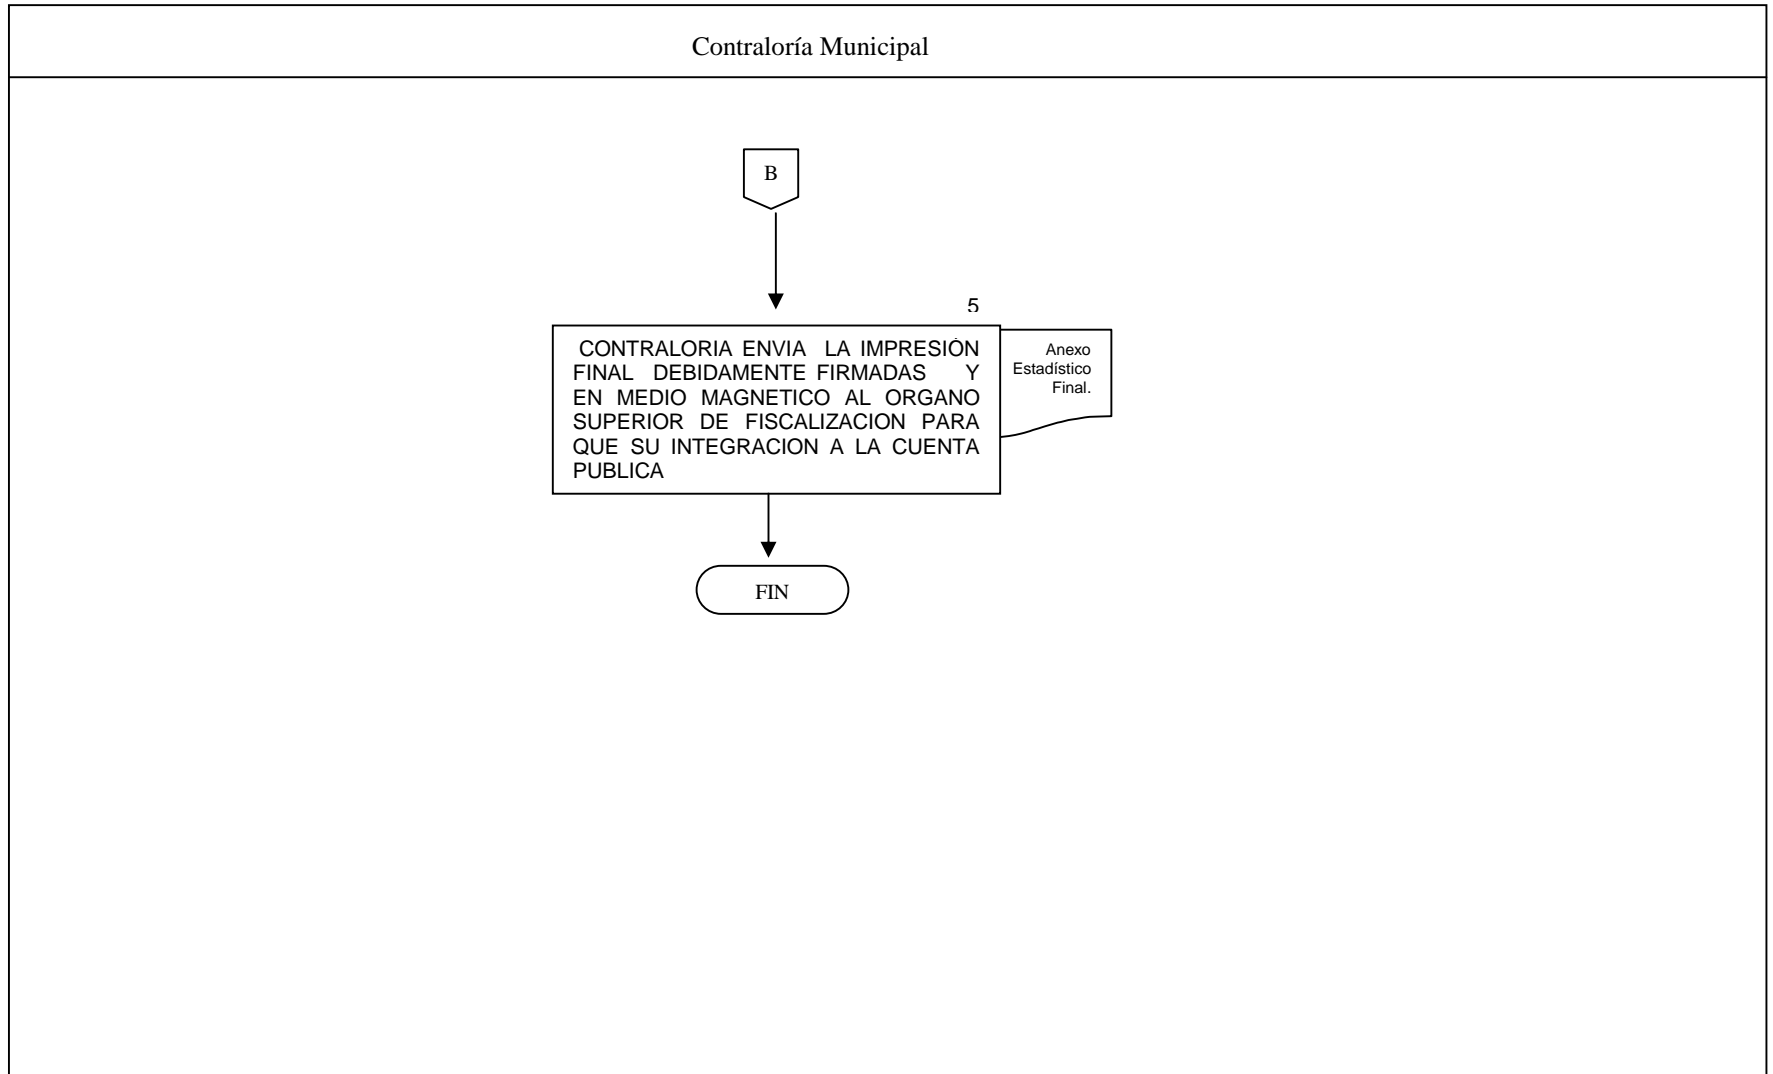 Contraloría Municipal
B
5
CONTRALORIA ENVIA LA IMPRESIÓN
FINAL DEBIDAMENTE FIRMADAS Y
EN MEDIO MAGNETICO AL ORGANO
SUPERIOR DE FISCALIZACION PARA
QUE SU INTEGRACION A LA CUENTA
PUBLICA
Anexo
Estadístico
Final.
FIN